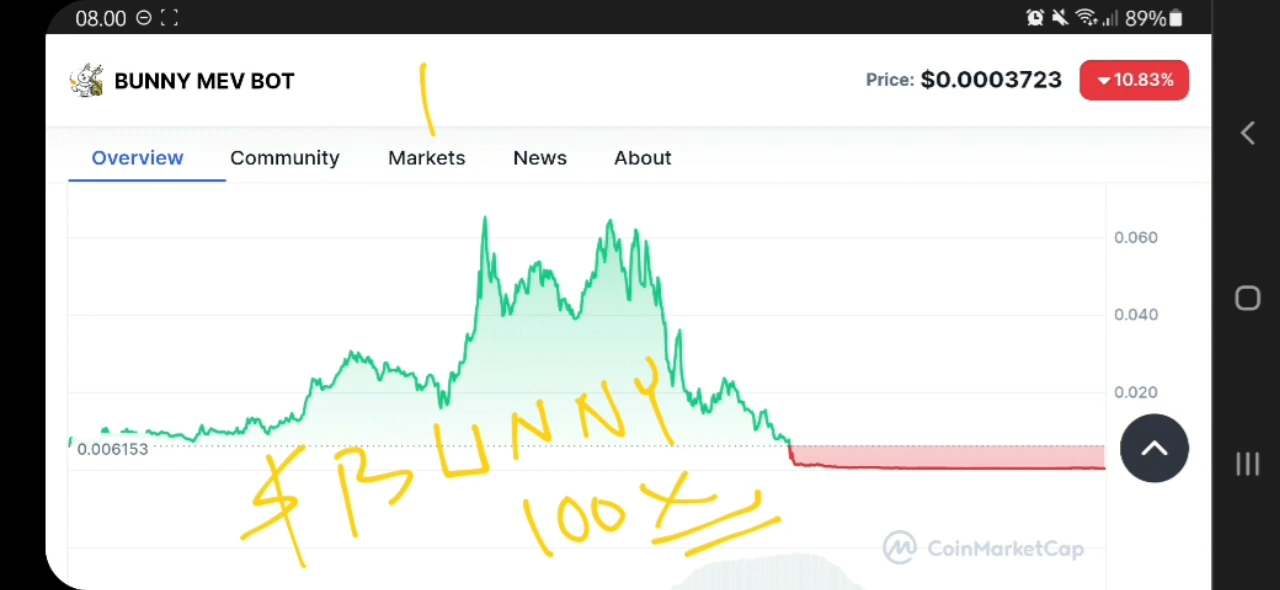 08.00 89%
BUNNY MEV BOT Price: $0.0003723 10.83%
Overview Community Markets News About
0.060
0.040
0.020
0.006153
$BUNNY
100X
CoinMarketCap